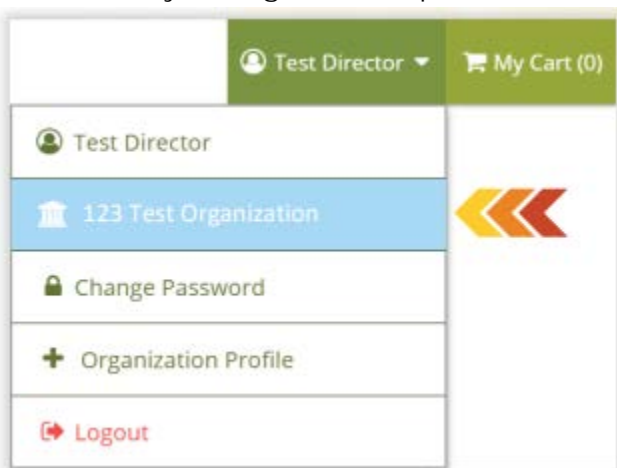 Test Director
My Cart (0)
Test Director
123 Test Organization
Change Password
Organization Profile
Logout